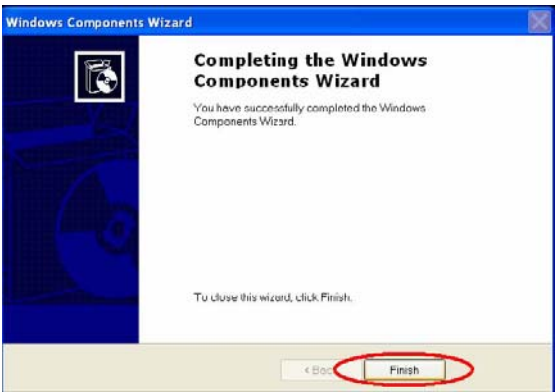 Windows Components Wizard
Completing the Windows
Components Wizard
You have successfully completed the Windows
Components Wizard.
To close this wizard, click Finish.
< Back
Finish